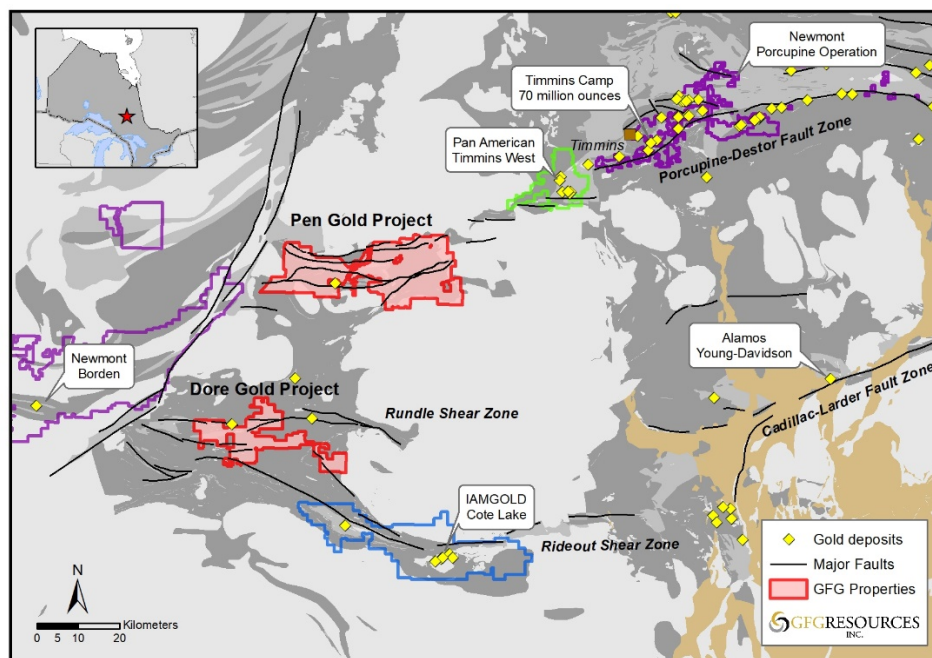 Newmont
Porcupine Operation
Timmins Camp
70 million ounces
Timmins
Pan American
Timmins West
Porcupine-Destor Fault Zone
Pen Gold Project
Newmont
Borden
Alamos
Young-Davidson
Dore Gold Project
Rundle Shear Zone
Cadillac-Larder Fault Zone
IAMGOLD
Cote Lake
Rideout Shear Zone
N
Kilometers
0 5 10 20
Gold deposits
Major Faults
GFG Properties
GFGRESOURCES
INC.